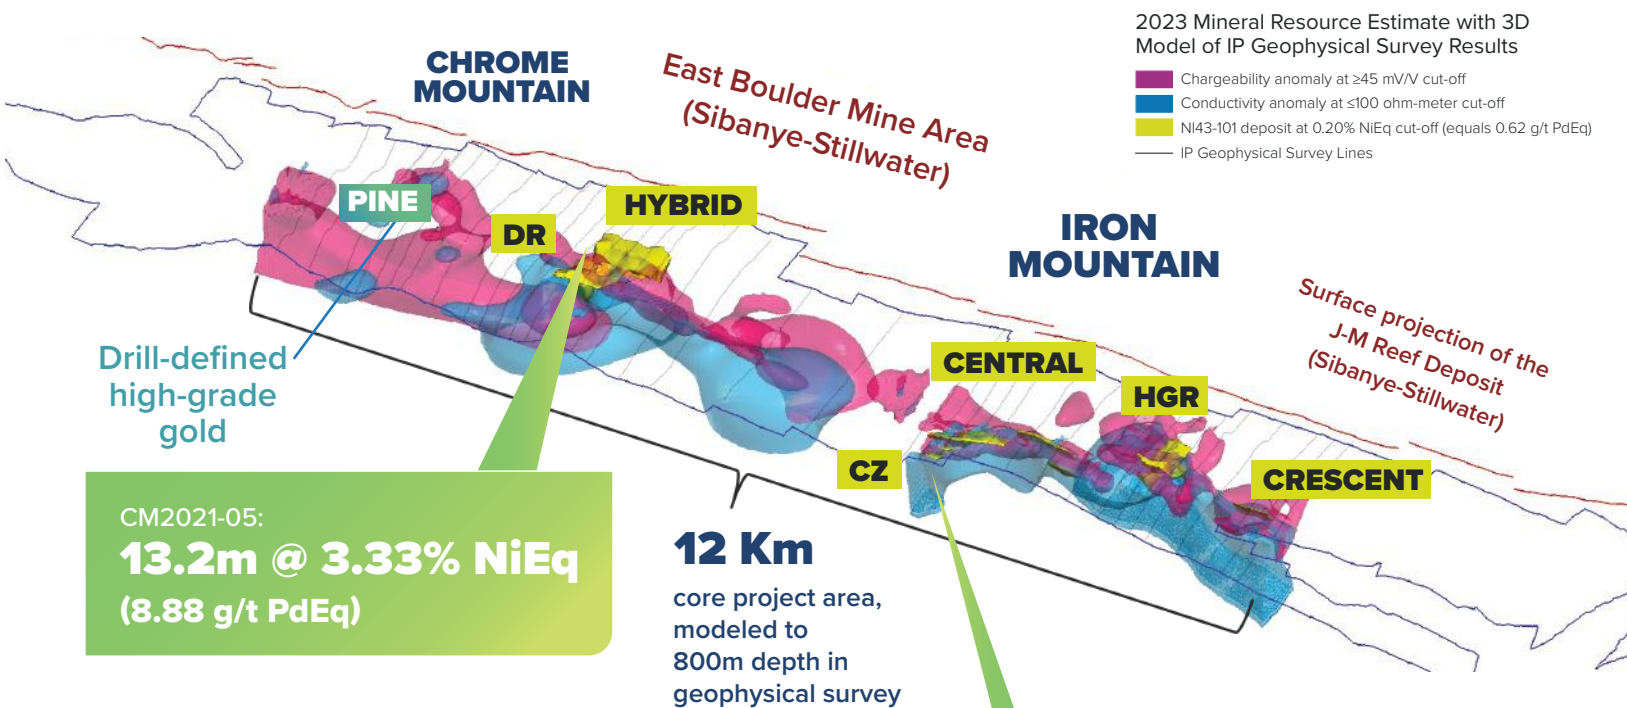 2023 Mineral Resource Estimate with 3D
Model of IP Geophysical Survey Results
Chargeability anomaly at ≥45 mV/V cut-off
Conductivity anomaly at ≤100 ohm-meter cut-off
NI43-101 deposit at 0.20% NiEq cut-off (equals 0.62 g/t PdEq)
IP Geophysical Survey Lines
CHROME
MOUNTAIN
East Boulder Mine Area
(Sibanye-Stillwater)
PINE
DR
HYBRID
IRON
MOUNTAIN
Surface projection of the
J-M Reef Deposit
(Sibanye-Stillwater)
Drill-defined
high-grade
gold
CENTRAL
HGR
CZ
CRESCENT
CM2021-05:
13.2m @ 3.33% NiEq
(8.88 g/t PdEq)
12 Km
core project area,
modeled to
800m depth in
geophysical survey